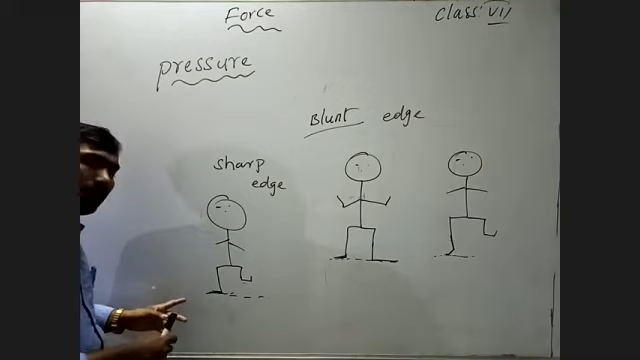 Force
Class: VII
Pressure
Blunt edge
sharp
edge